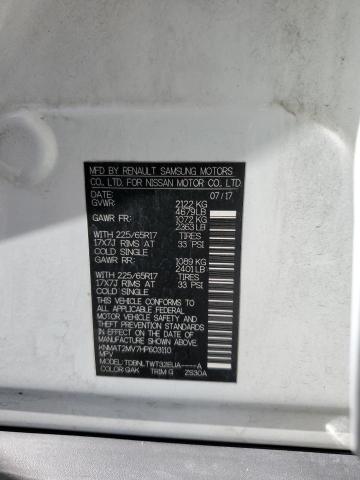 MFD BY RENAULT SAMSUNG MOTORS
CO., LTD. FOR NISSAN MOTOR CO., LTD.
DATE: 07/17
GVWR: 2122 KG
4679LB
GAWR FR: 1072 KG
2363LB
WITH 225/65R17 TIRES
17X7J RIMS AT 33 PSI
COLD SINGLE
GAWR RR: 1089 KG
2401LB
WITH 225/65R17 TIRES
17X7J RIMS AT 33 PSI
COLD SINGLE
THIS VEHICLE CONFORMS TO
ALL APPLICABLE FEDERAL
MOTOR VEHICLE SAFETY AND
THEFT PREVENTION STANDARDS
IN EFFECT ON THE DATE OF
MANUFACTURE SHOWN ABOVE.
KNMAT2MV7HP603110
MPV
MODEL: TDBNLTWT32EUA-----A
COLOR:QAK TRIM:G ZS30A